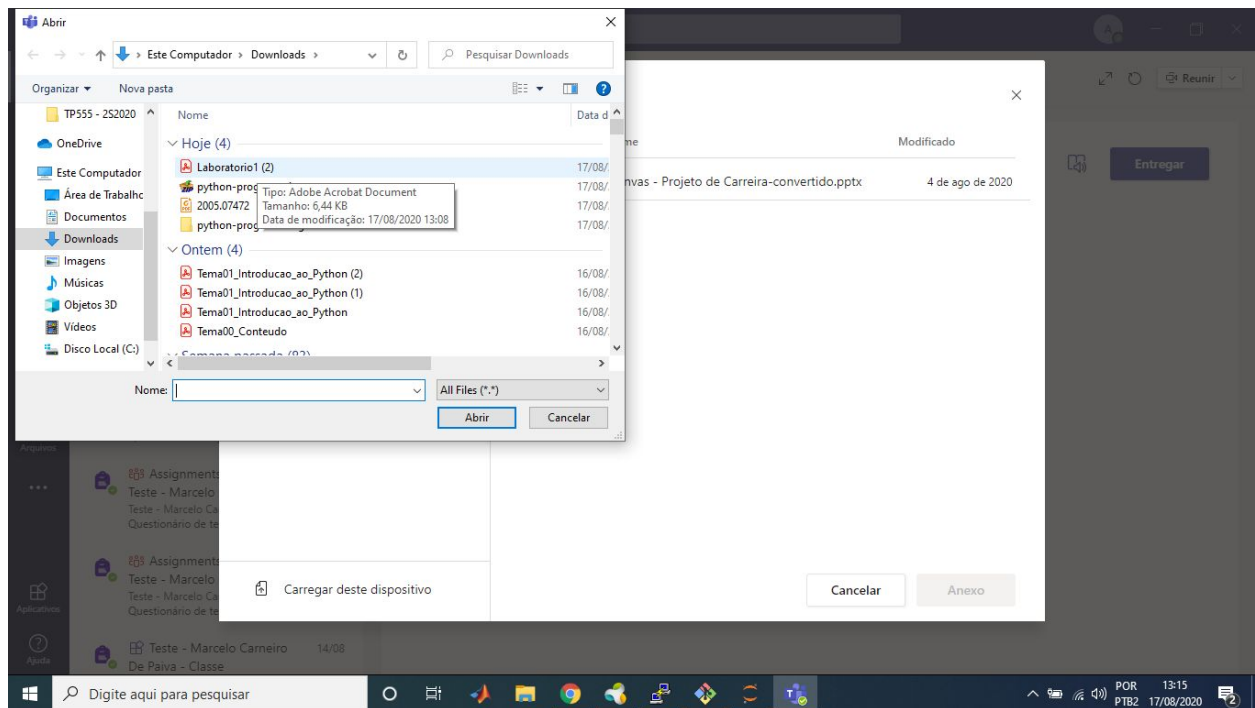 Abrir
Este Computador > Downloads >
Pesquisar Downloads
Organizar
Nova pasta
TP555 - 2S2020
OneDrive
Este Computador
Área de Trabalho
Documentos
Downloads
Imagens
Músicas
Objetos 3D
Vídeos
Disco Local (C:)
Nome
Data d
Hoje (4)
Laboratorio1 (2)
17/08/
17/08/
2005.07472
17/08/
17/08/
Tipo: Adobe Acrobat Document
Tamanho: 6,44 KB
Data de modificação: 17/08/2020 13:08
Ontem (4)
Tema01_Introducao_ao_Python (2)
16/08/
Tema01_Introducao_ao_Python (1)
16/08/
Tema01_Introducao_ao_Python
16/08/
Tema00_Conteudo
16/08/
Semana passada (92)
Nome:
All Files (*.*)
Abrir
Cancelar
AC
Reunir
Entregar
me
Modificado
nvas - Projeto de Carreira-convertido.pptx
4 de ago de 2020
Carregar deste dispositivo
Cancelar
Anexo
Arquivos
Assignments
Teste - Marcelo
Teste - Marcelo Ca
Questionário de te
Assignments
Teste - Marcelo
Teste - Marcelo Ca
Questionário de te
Aplicativos
Ajuda
Teste - Marcelo Carneiro
14/08
De Paiva - Classe
Digite aqui para pesquisar
POR
PTB2
13:15
17/08/2020
2